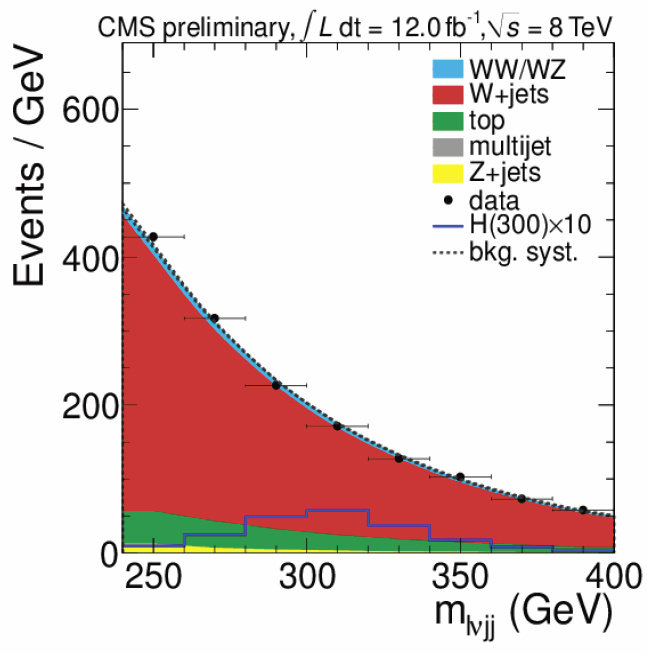 CMS preliminary, ∫ L dt = 12.0 fb⁻¹, √s = 8 TeV
Events / GeV
600
400
200
0
WW/WZ
W+jets
top
multijet
Z+jets
data
H(300)×10
bkg. syst.
250 300 350 400
m_lνjj (GeV)